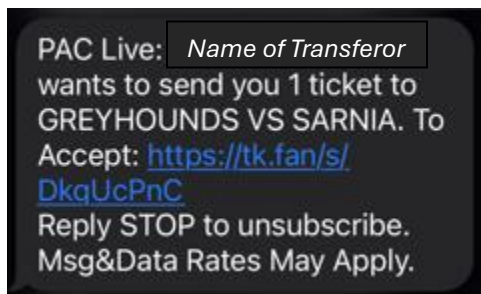 PAC Live: Name of Transferor
wants to send you 1 ticket to
GREYHOUNDS VS SARNIA. To
Accept: https://tk.fan/s/
DkqUcPnC
Reply STOP to unsubscribe.
Msg&Data Rates May Apply.